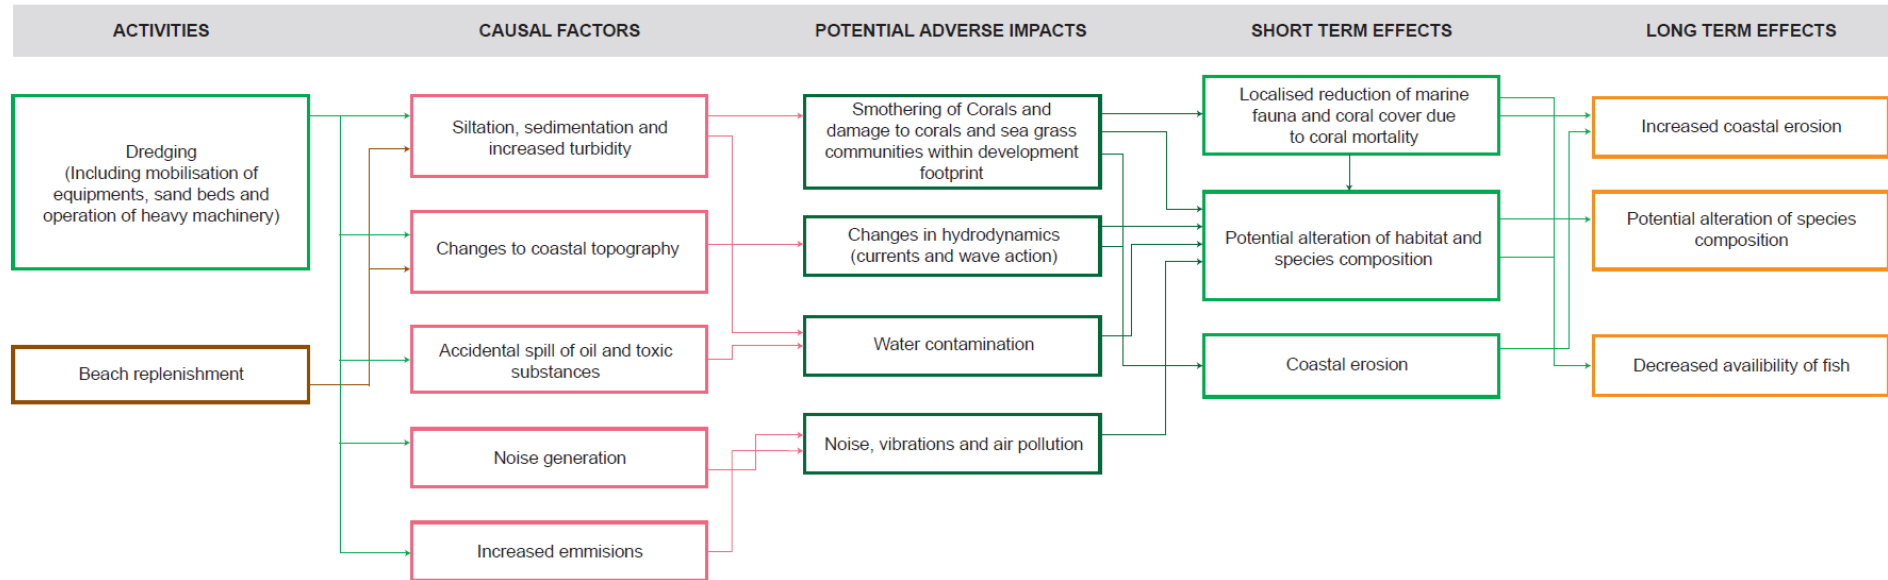 ACTIVITIES
CAUSAL FACTORS
POTENTIAL ADVERSE IMPACTS
SHORT TERM EFFECTS
LONG TERM EFFECTS
Dredging
(Including mobilisation of
equipments, sand beds and
operation of heavy machinery)
Beach replenishment
Siltation, sedimentation and
increased turbidity
Changes to coastal topography
Accidental spill of oil and toxic
substances
Noise generation
Increased emmisions
Smothering of Corals and
damage to corals and sea grass
communities within development
footprint
Changes in hydrodynamics
(currents and wave action)
Water contamination
Noise, vibrations and air pollution
Localised reduction of marine
fauna and coral cover due
to coral mortality
Potential alteration of habitat and
species composition
Coastal erosion
Increased coastal erosion
Potential alteration of species
composition
Decreased availibility of fish